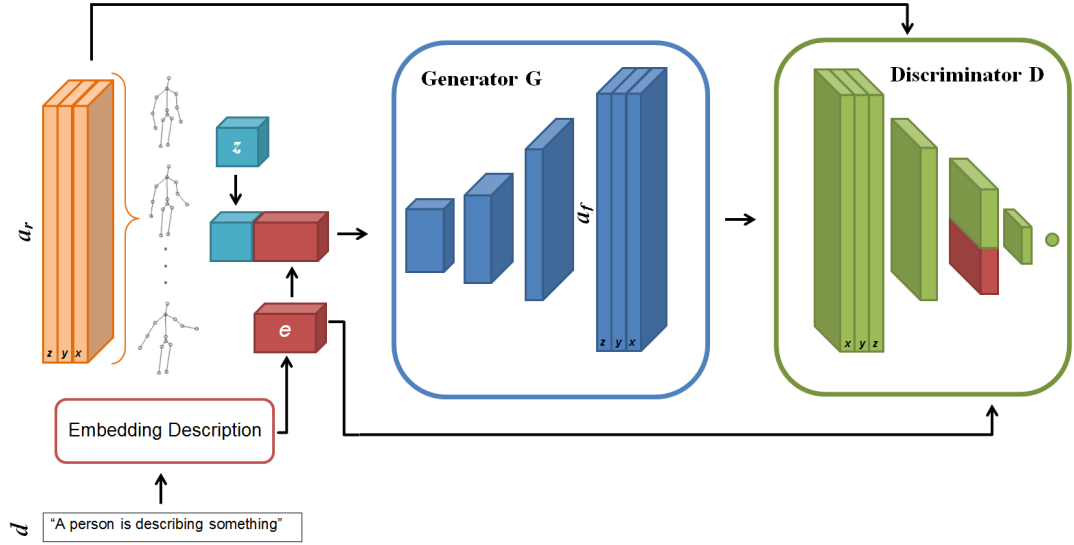 Generator G
Discriminator D
z
a_r
a_f
z y x
z y x
x y z
e
Embedding Description
d
“A person is describing something”